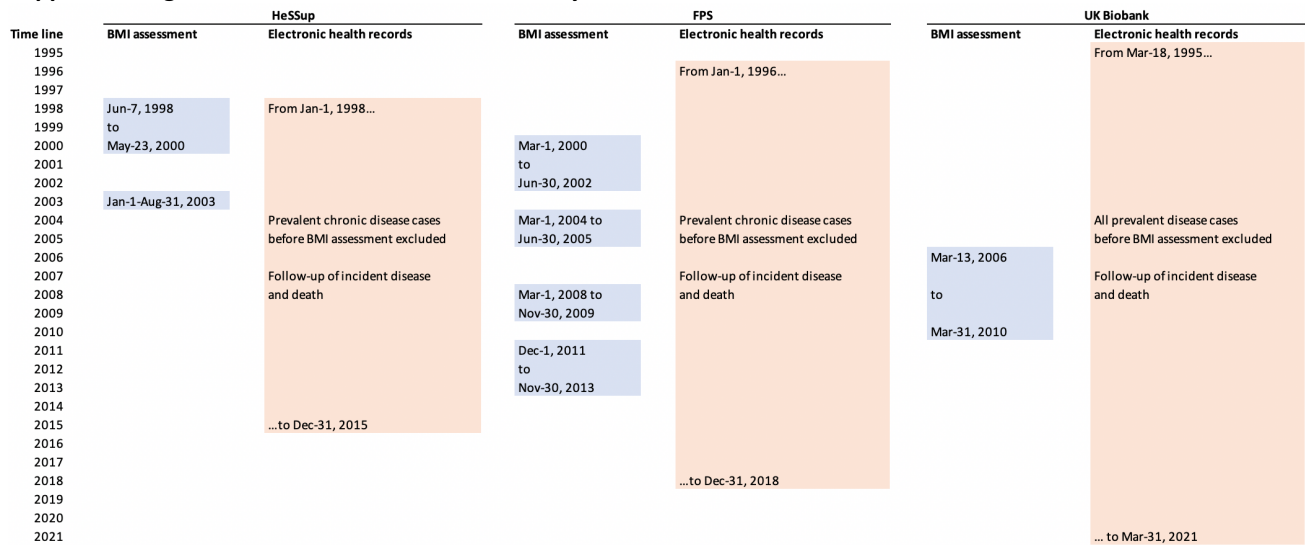 HeSSup FPS UK Biobank
Time line BMI assessment Electronic health records BMI assessment Electronic health records BMI assessment Electronic health records
1995 From Mar-18, 1995...
1996 From Jan-1, 1996...
1997
1998 Jun-7, 1998 From Jan-1, 1998...
1999 to
2000 May-23, 2000 Mar-1, 2000
2001 to
2002 Jun-30, 2002
2003 Jan-1-Aug-31, 2003
2004 Prevalent chronic disease cases Mar-1, 2004 to Prevalent chronic disease cases All prevalent disease cases
2005 before BMI assessment excluded Jun-30, 2005 before BMI assessment excluded before BMI assessment excluded
2006 Mar-13, 2006
2007 Follow-up of incident disease Follow-up of incident disease Follow-up of incident disease
2008 and death Mar-1, 2008 to and death to and death
2009 Nov-30, 2009
2010 Mar-31, 2010
2011 Dec-1, 2011
2012 to
2013 Nov-30, 2013
2014
2015 ...to Dec-31, 2015
2016
2017
2018 ...to Dec-31, 2018
2019
2020
2021 ... to Mar-31, 2021